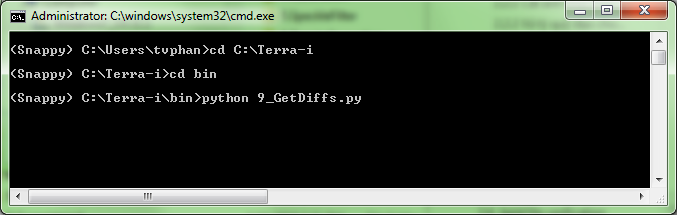 Administrator: C:\windows\system32\cmd.exe
(Snappy) C:\Users\tvphan>cd C:\Terra-i
(Snappy) C:\Terra-i>cd bin
(Snappy) C:\Terra-i\bin>python 9_GetDiffs.py